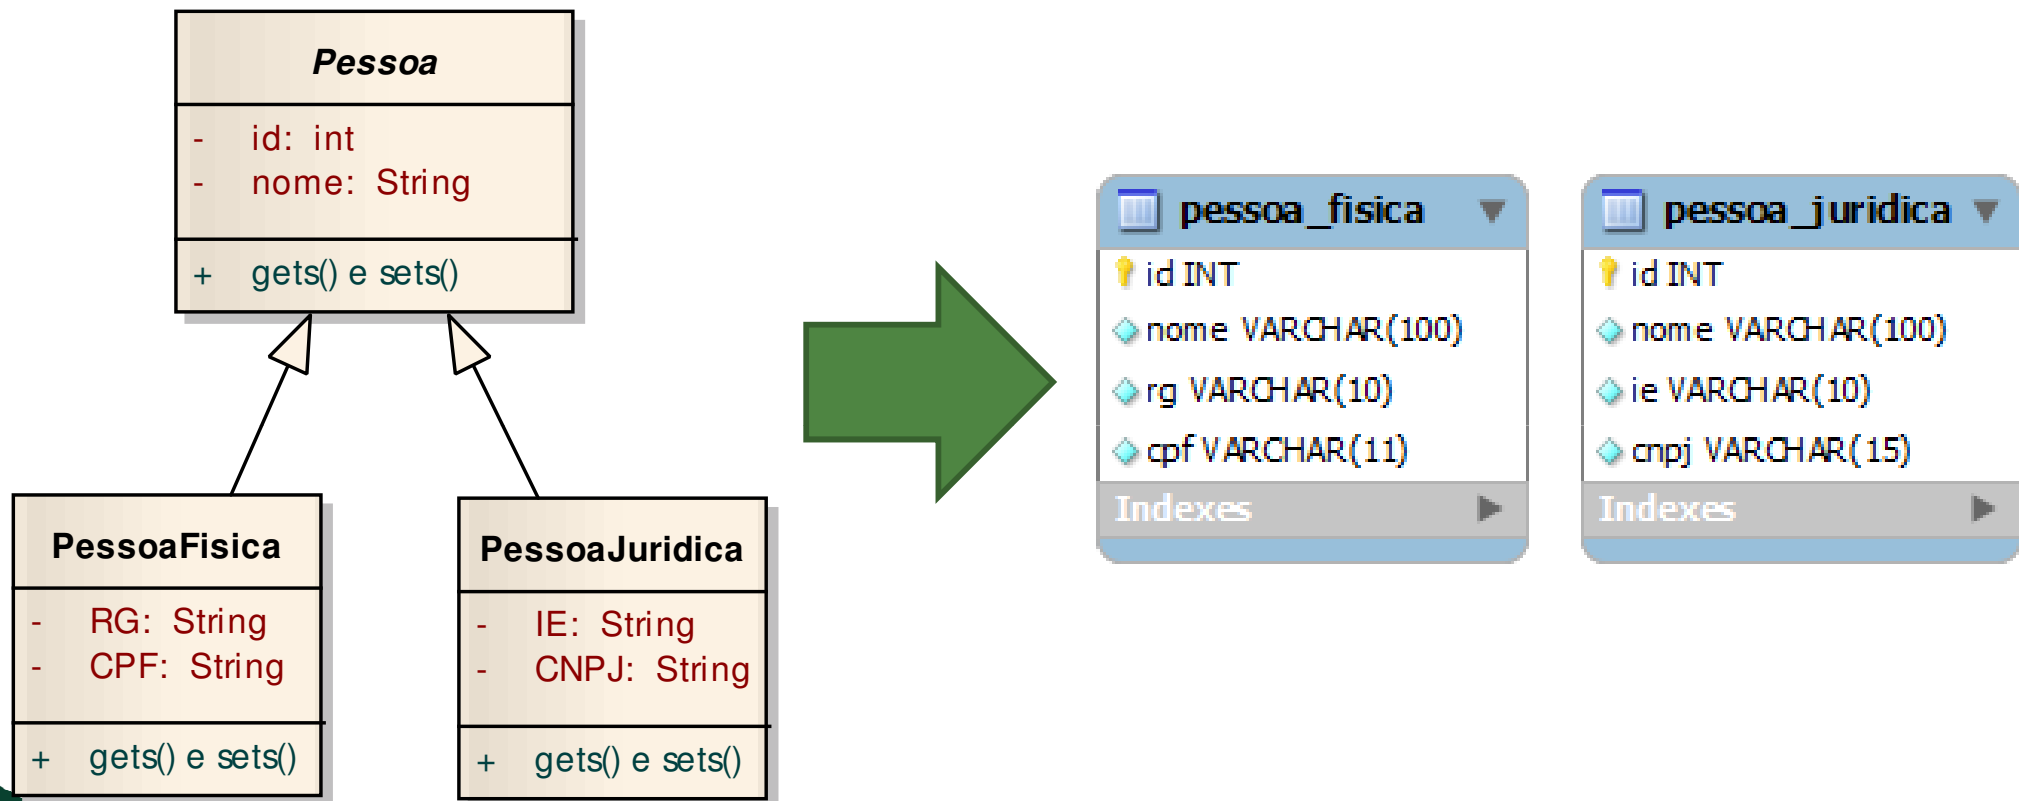 Pessoa
- id: int
- nome: String
+ gets() e sets()
PessoaFisica
- RG: String
- CPF: String
+ gets() e sets()
PessoaJuridica
- IE: String
- CNPJ: String
+ gets() e sets()
pessoa_fisica
id INT
nome VARCHAR(100)
rg VARCHAR(10)
cpf VARCHAR(11)
Indexes
pessoa_juridica
id INT
nome VARCHAR(100)
ie VARCHAR(10)
cnpj VARCHAR(15)
Indexes